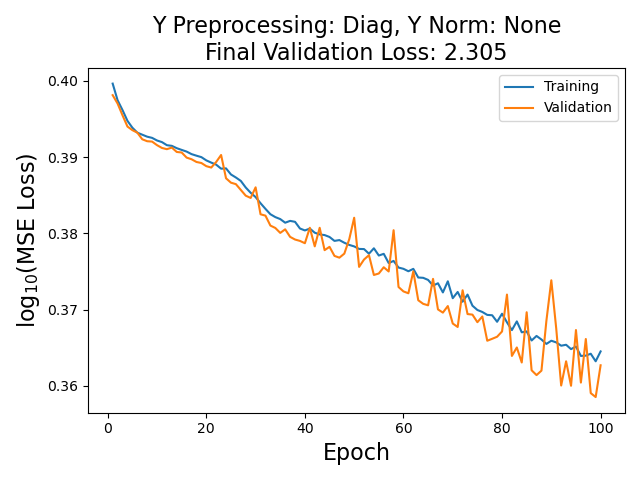 Y Preprocessing: Diag, Y Norm: None
Final Validation Loss: 2.305
Training
Validation
0.40
0.39
0.38
0.37
0.36
log₁₀(MSE Loss)
0
20
40
60
80
100
Epoch